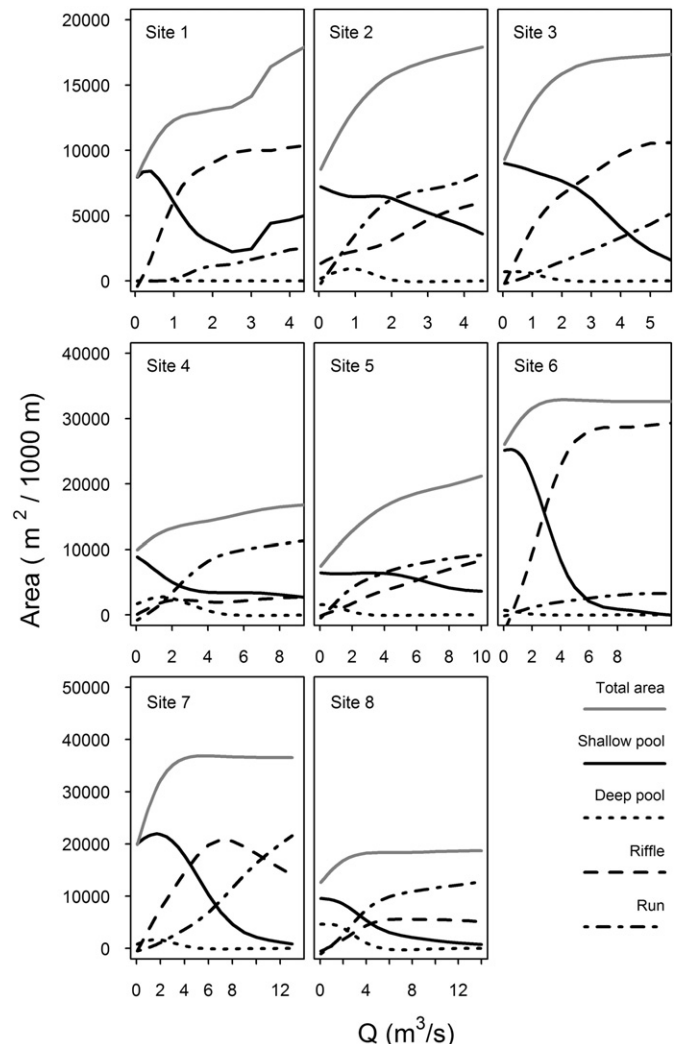 Site 1
Site 2
Site 3
20000
15000
10000
5000
0
0 1 2 3 4
0 1 2 3 4
0 1 2 3 4 5
Site 4
Site 5
Site 6
40000
30000
20000
10000
0
0 2 4 6 8
0 2 4 6 8 10
0 2 4 6 8
Site 7
Site 8
50000
40000
30000
20000
10000
0
0 2 4 6 8 12
0 4 8 12
Total area
Shallow pool
Deep pool
Riffle
Run
Area ( m² / 1000 m)
Q (m³/s)